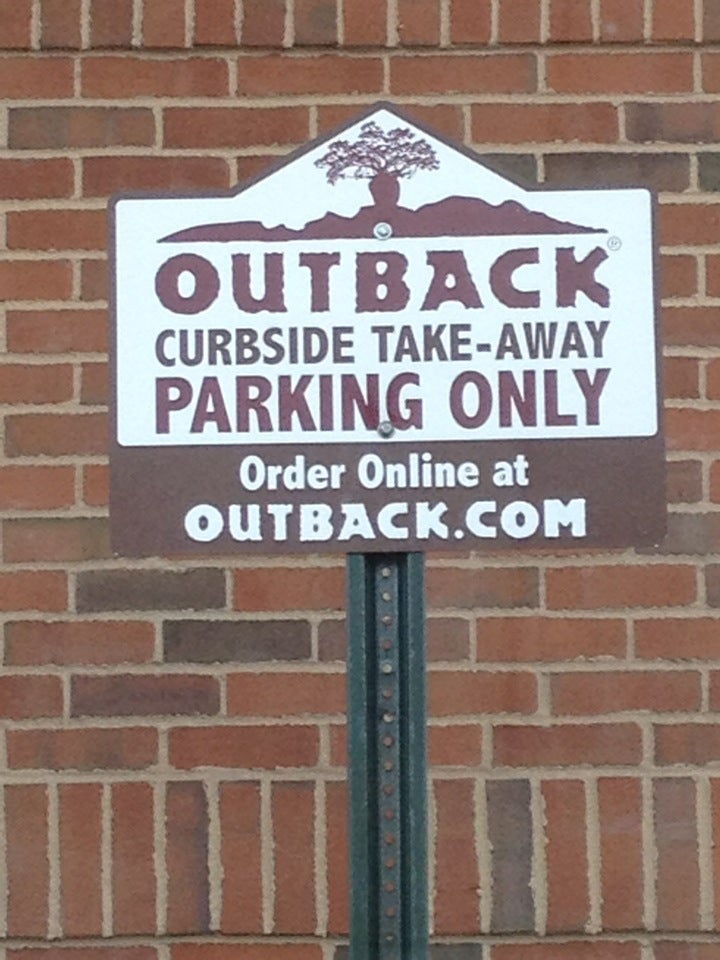 OUTBACK®
CURBSIDE TAKE-AWAY
PARKING ONLY
Order Online at
OUTBACK.COM